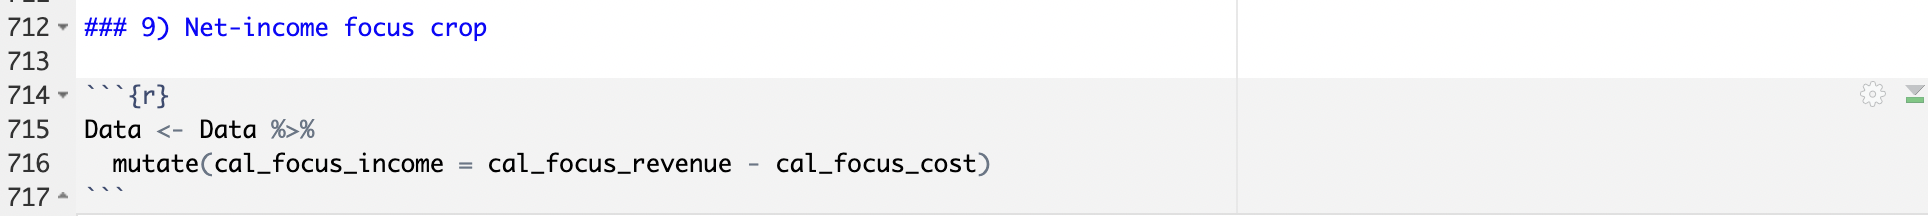 712 ### 9) Net-income focus crop
713
714 ```{r}
715 Data <- Data %>%
716   mutate(cal_focus_income = cal_focus_revenue - cal_focus_cost)
717 ```